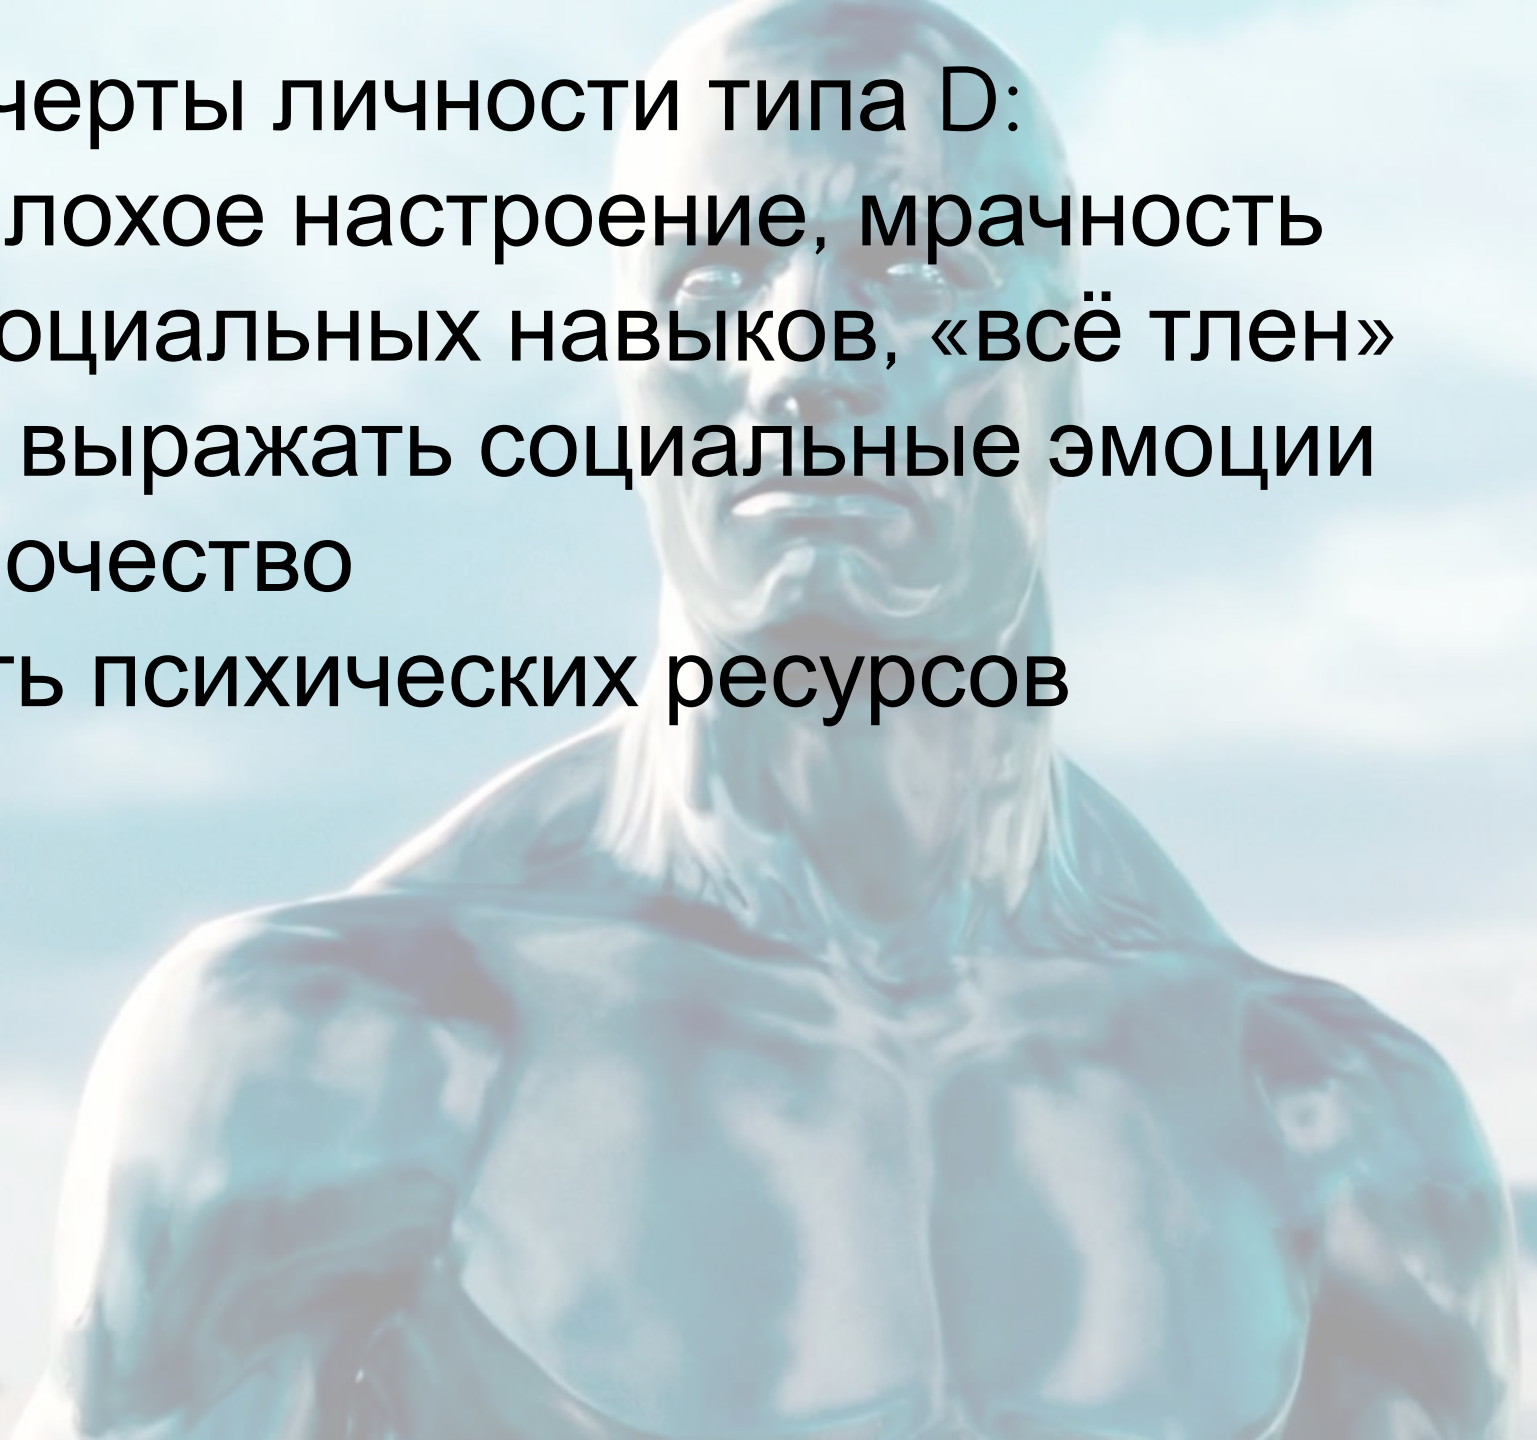 черты личности типа D:
лохое настроение, мрачность
оциальных навыков, «всё тлен»
выражать социальные эмоции
очество
ть психических ресурсов